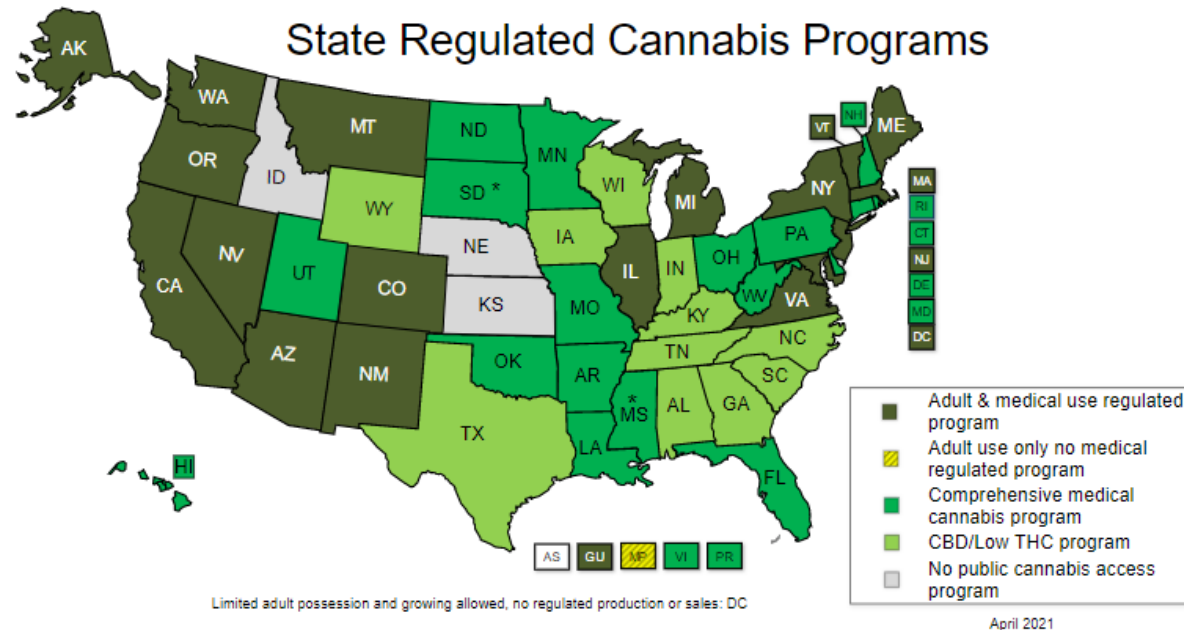 State Regulated Cannabis Programs
AK
WA
MT
ND
MN
VT
NH
ME
OR
ID
SD *
WI
MI
NY
MA
WY
RI
NE
IA
PA
CT
NV
UT
IL
IN
OH
NJ
CA
CO
KS
MO
WV
VA
DE
KY
MD
AZ
NM
OK
AR
TN
NC
DC
SC
*
MS
AL
GA
TX
LA
FL
HI
Adult & medical use regulated
program
Adult use only no medical
regulated program
Comprehensive medical
cannabis program
CBD/Low THC program
No public cannabis access
program
AS
GU
MP
VI
PR
Limited adult possession and growing allowed, no regulated production or sales: DC
April 2021